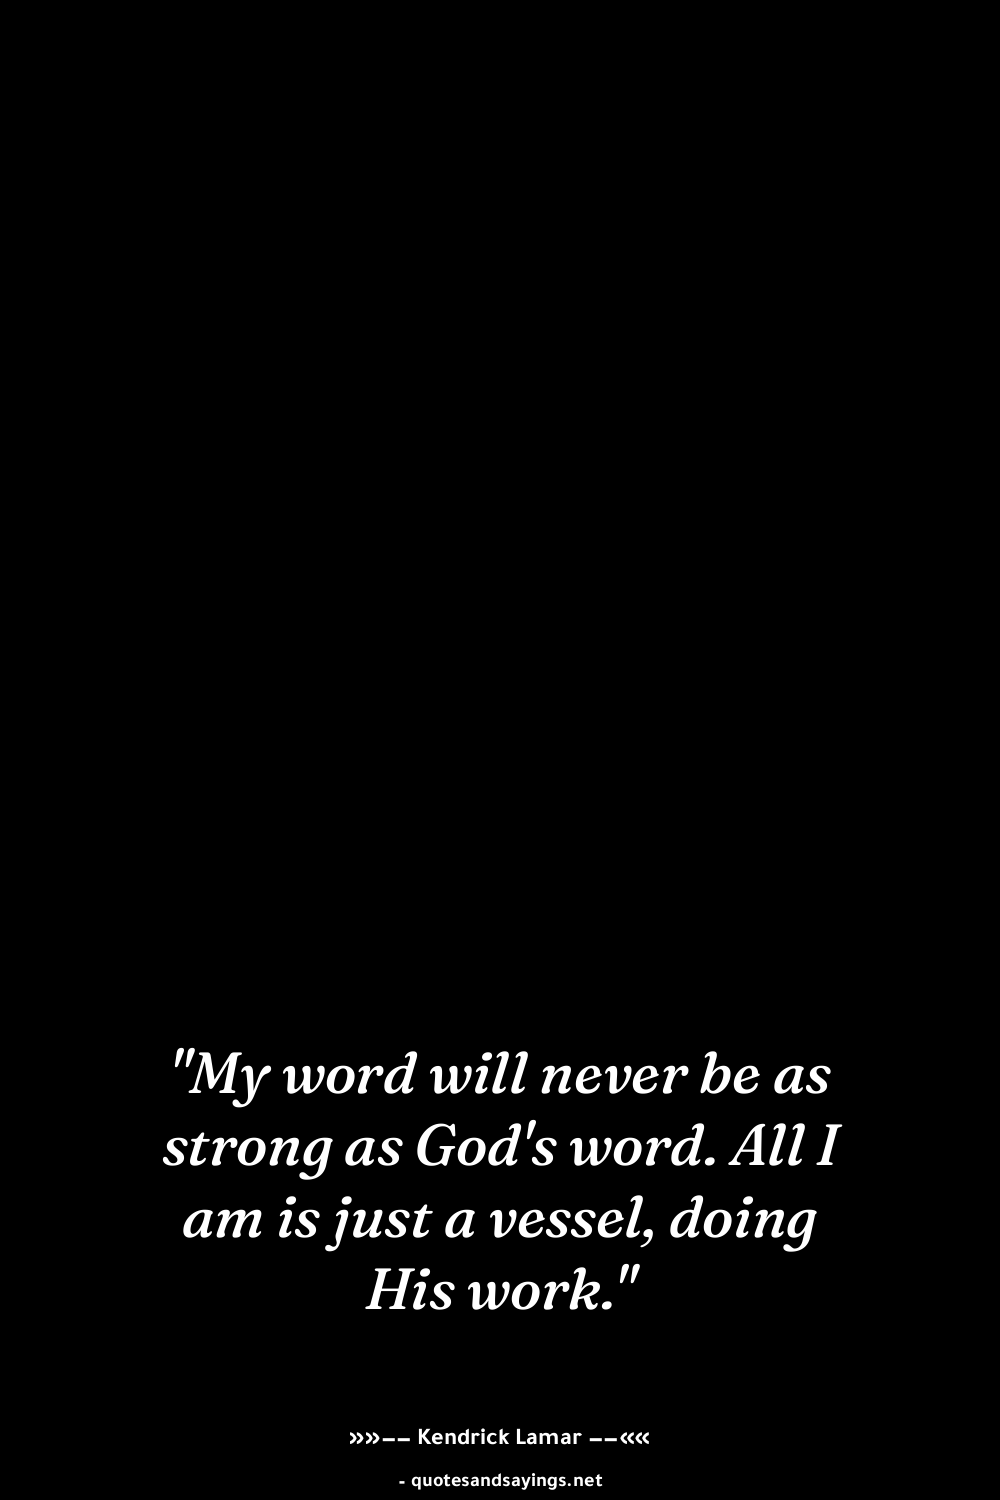 "My word will never be as
strong as God's word. All I
am is just a vessel, doing
His work."
»»−− Kendrick Lamar −−««
- quotesandsayings.net